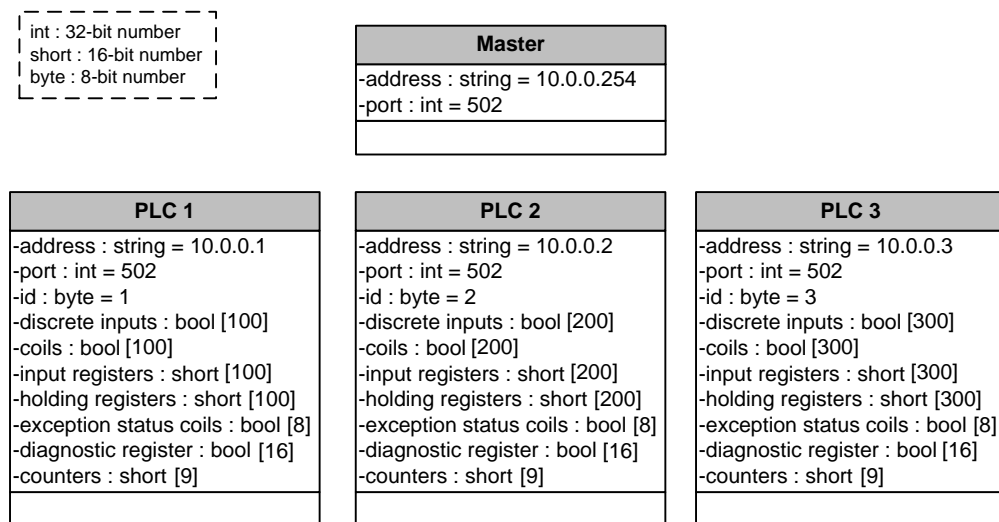 int : 32-bit number
short : 16-bit number
byte : 8-bit number
Master
-address : string = 10.0.0.254
-port : int = 502
PLC 1
-address : string = 10.0.0.1
-port : int = 502
-id : byte = 1
-discrete inputs : bool [100]
-coils : bool [100]
-input registers : short [100]
-holding registers : short [100]
-exception status coils : bool [8]
-diagnostic register : bool [16]
-counters : short [9]
PLC 2
-address : string = 10.0.0.2
-port : int = 502
-id : byte = 2
-discrete inputs : bool [200]
-coils : bool [200]
-input registers : short [200]
-holding registers : short [200]
-exception status coils : bool [8]
-diagnostic register : bool [16]
-counters : short [9]
PLC 3
-address : string = 10.0.0.3
-port : int = 502
-id : byte = 3
-discrete inputs : bool [300]
-coils : bool [300]
-input registers : short [300]
-holding registers : short [300]
-exception status coils : bool [8]
-diagnostic register : bool [16]
-counters : short [9]